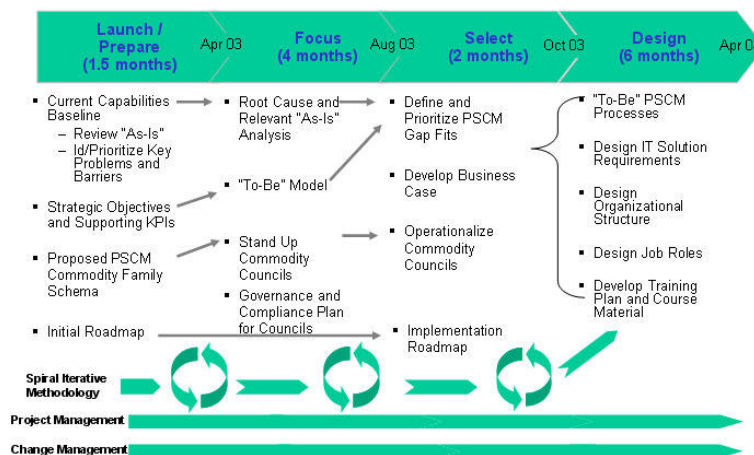 Launch /
Prepare
(1.5 months)
Apr 03
Focus
(4 months)
Aug 03
Select
(2 months)
Oct 03
Design
(6 months)
Apr 0
▪ Current Capabilities
Baseline
– Review "As-Is"
– Id/Prioritize Key
Problems and
Barriers
▪ Strategic Objectives
and Supporting KPIs
▪ Proposed PSCM
Commodity Family
Schema
▪ Initial Roadmap
▪ Root Cause and
Relevant "As-Is"
Analysis
▪ "To-Be" Model
▪ Stand Up
Commodity
Councils
▪ Governance and
Compliance Plan
for Councils
▪ Define and
Prioritize PSCM
Gap Fits
▪ Develop Business
Case
▪ Operationalize
Commodity
Councils
▪ Implementation
Roadmap
▪ "To-Be" PSCM
Processes
▪ Design IT Solution
Requirements
▪ Design
Organizational
Structure
▪ Design Job Roles
▪ Develop Training
Plan and Course
Material
Spiral Iterative
Methodology
Project Management
Change Management